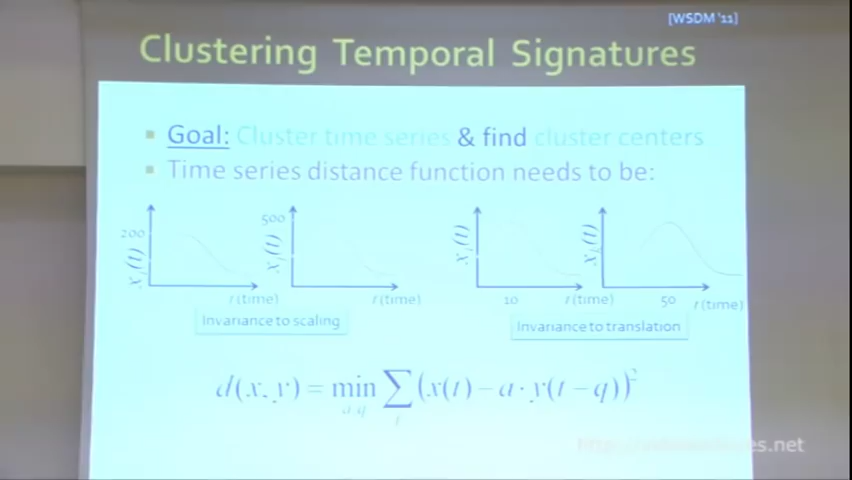 [WSDM '11]
Clustering Temporal Signatures
▪ Goal: Cluster time series & find cluster centers
▪ Time series distance function needs to be:
200 500
t (time) t (time) 10 t (time) 50 t (time)
Invariance to scaling Invariance to translation
d(x, y) = min a,q ∑ t (x(t) − a · y(t − q))²